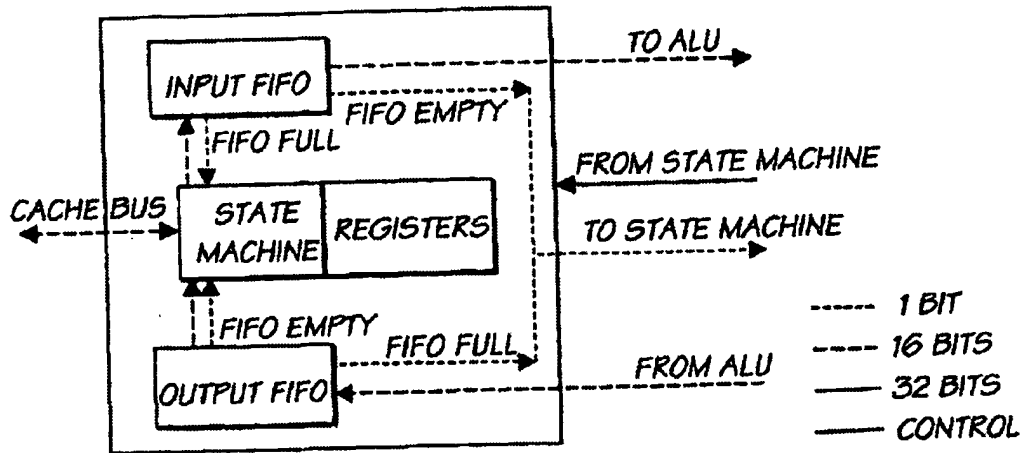 TO ALU
INPUT FIFO
FIFO EMPTY
FIFO FULL
FROM STATE MACHINE
CACHE BUS
STATE
MACHINE
REGISTERS
TO STATE MACHINE
FIFO EMPTY
FIFO FULL
OUTPUT FIFO
FROM ALU
1 BIT
16 BITS
32 BITS
CONTROL